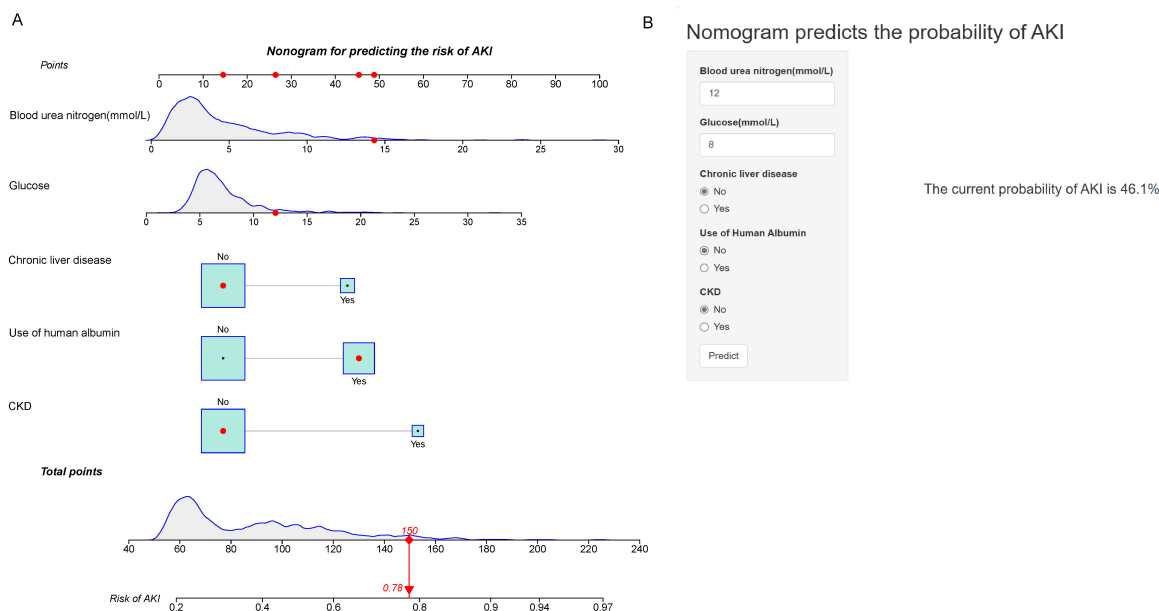 A
Nonogram for predicting the risk of AKI
Points
0 10 20 30 40 50 60 70 80 90 100
Blood urea nitrogen(mmol/L)
0 5 10 15 20 25 30
Glucose
0 5 10 15 20 25 30 35
Chronic liver disease
No
Yes
Use of human albumin
No
Yes
CKD
No
Yes
Total points
150
40 60 80 100 120 140 160 180 200 220 240
0.78
Risk of AKI
0.2 0.4 0.6 0.8 0.9 0.94 0.97
B
Nomogram predicts the probability of AKI
Blood urea nitrogen(mmol/L)
12
Glucose(mmol/L)
8
Chronic liver disease
No
Yes
Use of Human Albumin
No
Yes
CKD
No
Yes
Predict
The current probability of AKI is 46.1%